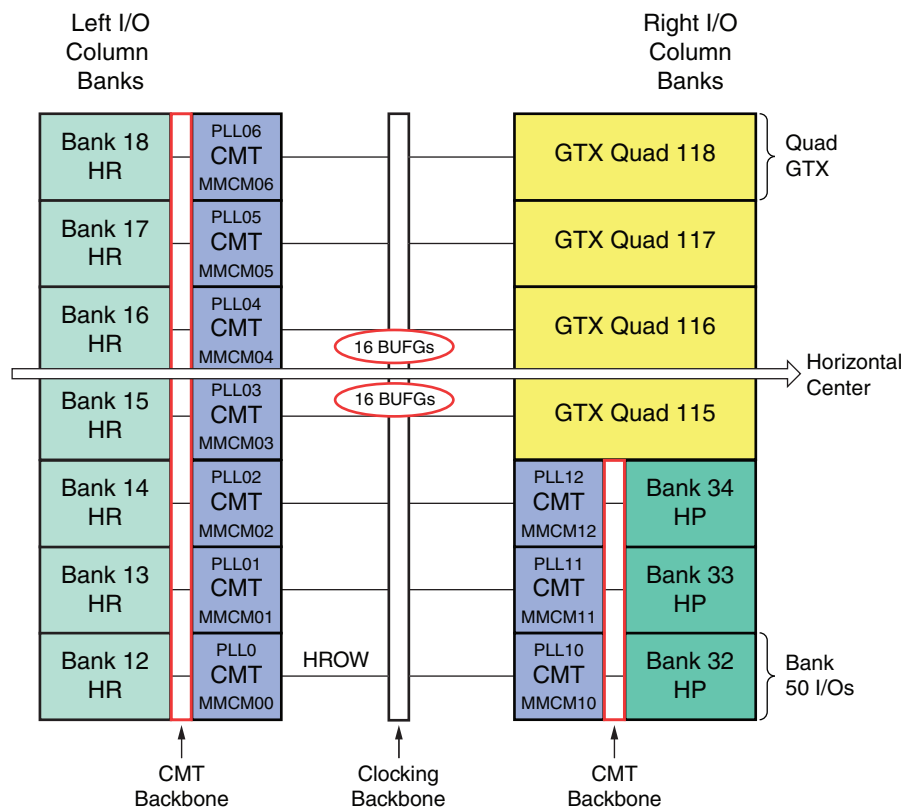 Left I/O
Column
Banks
Right I/O
Column
Banks
Bank 18
HR
PLL06
CMT
MMCM06
GTX Quad 118
Quad
GTX
Bank 17
HR
PLL05
CMT
MMCM05
GTX Quad 117
Bank 16
HR
PLL04
CMT
MMCM04
16 BUFGs
GTX Quad 116
Horizontal
Center
Bank 15
HR
PLL03
CMT
MMCM03
16 BUFGs
GTX Quad 115
Bank 14
HR
PLL02
CMT
MMCM02
PLL12
CMT
MMCM12
Bank 34
HP
Bank 13
HR
PLL01
CMT
MMCM01
PLL11
CMT
MMCM11
Bank 33
HP
Bank 12
HR
PLL0
CMT
MMCM00
HROW
PLL10
CMT
MMCM10
Bank 32
HP
Bank
50 I/Os
CMT
Backbone
Clocking
Backbone
CMT
Backbone